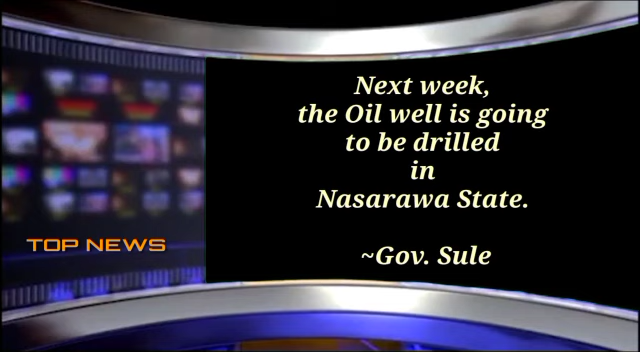 TOP NEWS
Next week,
the Oil well is going
to be drilled
in
Nasarawa State.
~Gov. Sule